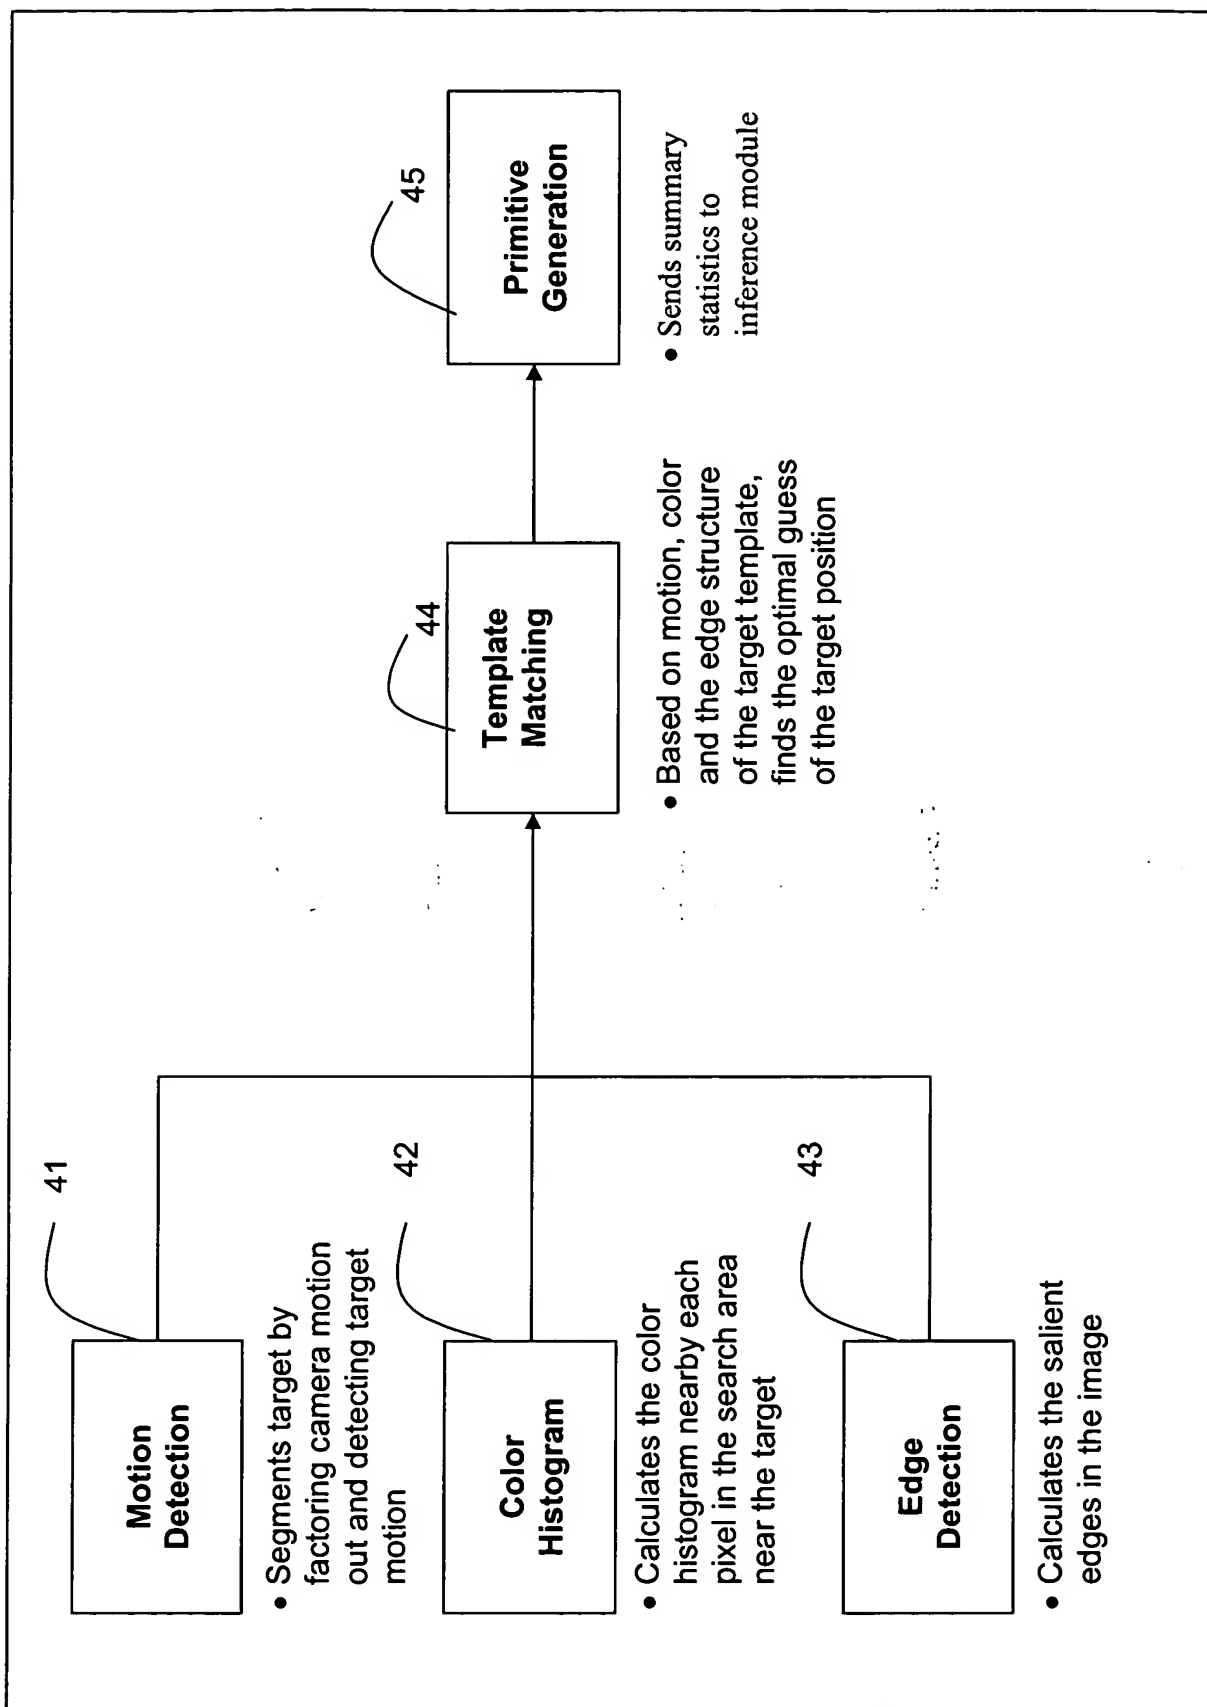 41
Motion
Detection
• Segments target by
factoring camera motion
out and detecting target
motion
42
Color
Histogram
• Calculates the color
histogram nearby each
pixel in the search area
near the target
43
Edge
Detection
• Calculates the salient
edges in the image
44
Template
Matching
• Based on motion, color
and the edge structure
of the target template,
finds the optimal guess
of the target position
45
Primitive
Generation
• Sends summary
statistics to
inference module